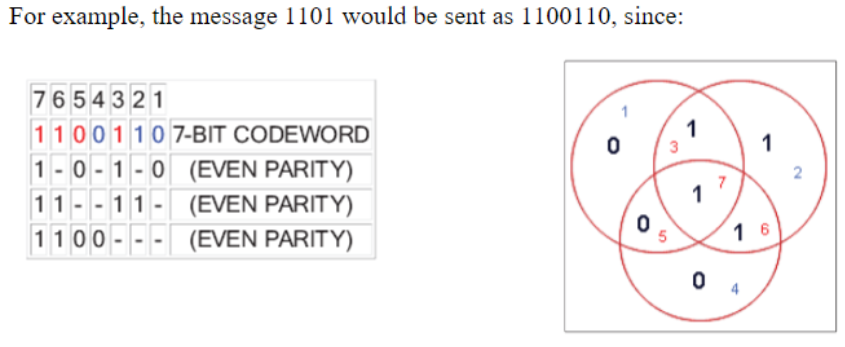 For example, the message 1101 would be sent as 1100110, since:
7 6 5 4 3 2 1
1 1 0 0 1 1 0 7-BIT CODEWORD
1 - 0 - 1 - 0 (EVEN PARITY)
1 1 - - 1 1 - (EVEN PARITY)
1 1 0 0 - - - (EVEN PARITY)
1
0
3
1
1
2
1
7
0
5
1
6
0
4